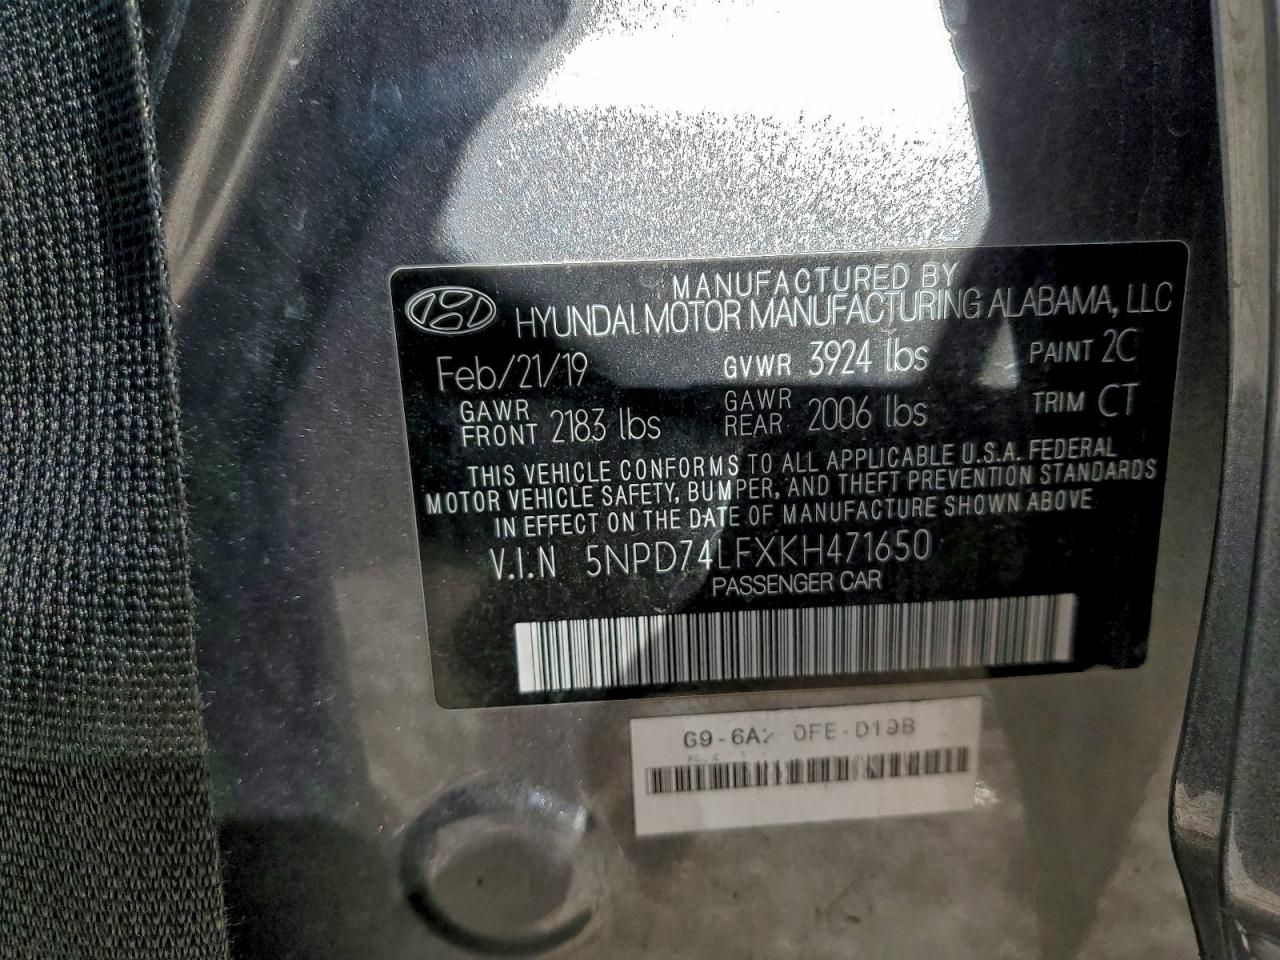 MANUFACTURED BY
HYUNDAI MOTOR MANUFACTURING ALABAMA, LLC
Feb/21/19 GVWR 3924 lbs PAINT 2C
GAWR FRONT 2183 lbs GAWR REAR 2006 lbs TRIM CT
THIS VEHICLE CONFORMS TO ALL APPLICABLE U.S.A. FEDERAL
MOTOR VEHICLE SAFETY, BUMPER, AND THEFT PREVENTION STANDARDS
IN EFFECT ON THE DATE OF MANUFACTURE SHOWN ABOVE
V.I.N 5NPD74LFXKH471650
PASSENGER CAR
0FE-D19B